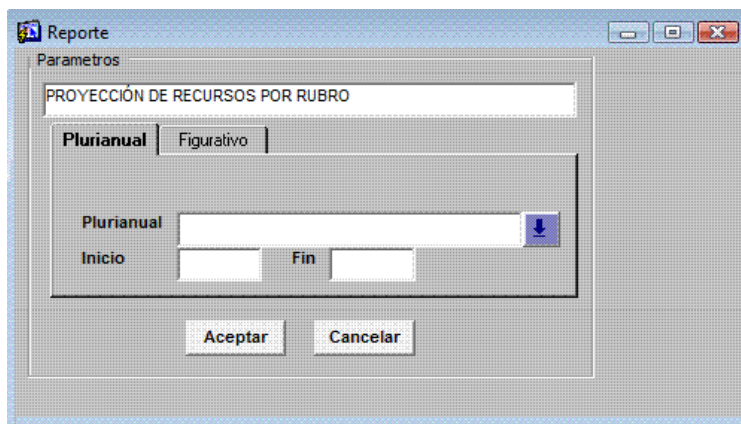 Reporte
Parametros
PROYECCIÓN DE RECURSOS POR RUBRO
Plurianual Figurativo
Plurianual
Inicio Fin
Aceptar Cancelar